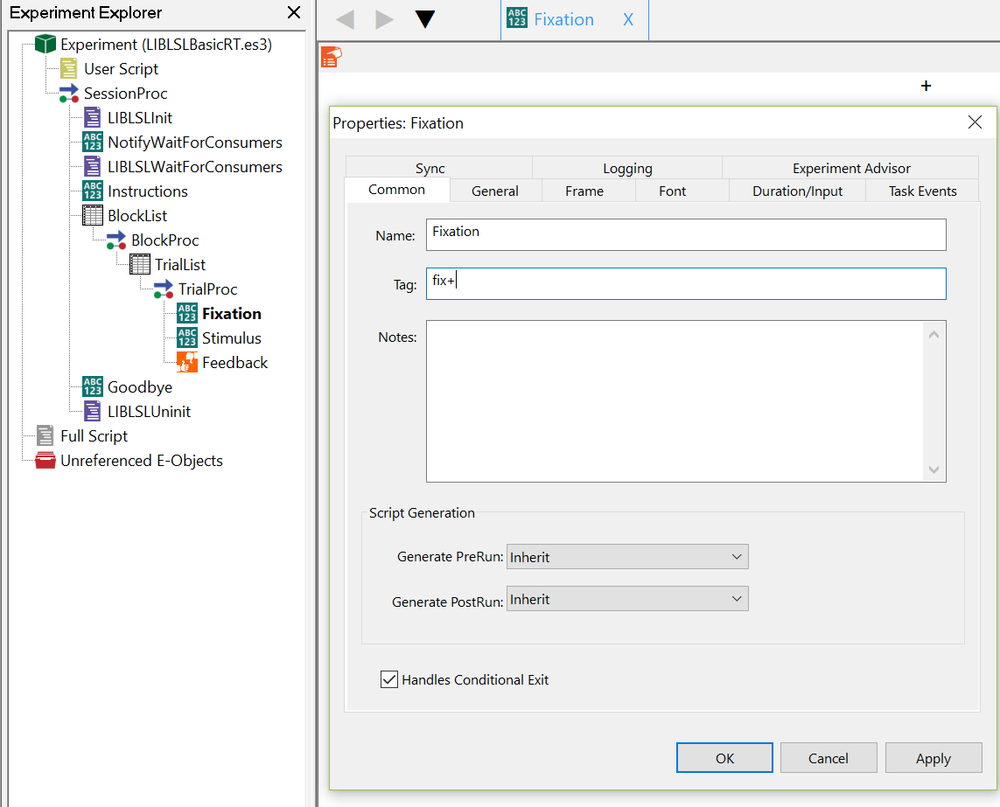 Experiment Explorer
Experiment (LIBLSLBasicRT.es3)
User Script
SessionProc
LIBLSLInit
ABC 123 NotifyWaitForConsumers
LIBLSLWaitForConsumers
ABC 123 Instructions
BlockList
BlockProc
TrialList
TrialProc
ABC 123 Fixation
ABC 123 Stimulus
Feedback
ABC 123 Goodbye
LIBLSLUninit
Full Script
Unreferenced E-Objects
ABC 123 Fixation X
+
Properties: Fixation
Sync Logging Experiment Advisor
Common General Frame Font Duration/Input Task Events
Name: Fixation
Tag: fix+
Notes:
Script Generation
Generate PreRun: Inherit
Generate PostRun: Inherit
Handles Conditional Exit
OK Cancel Apply